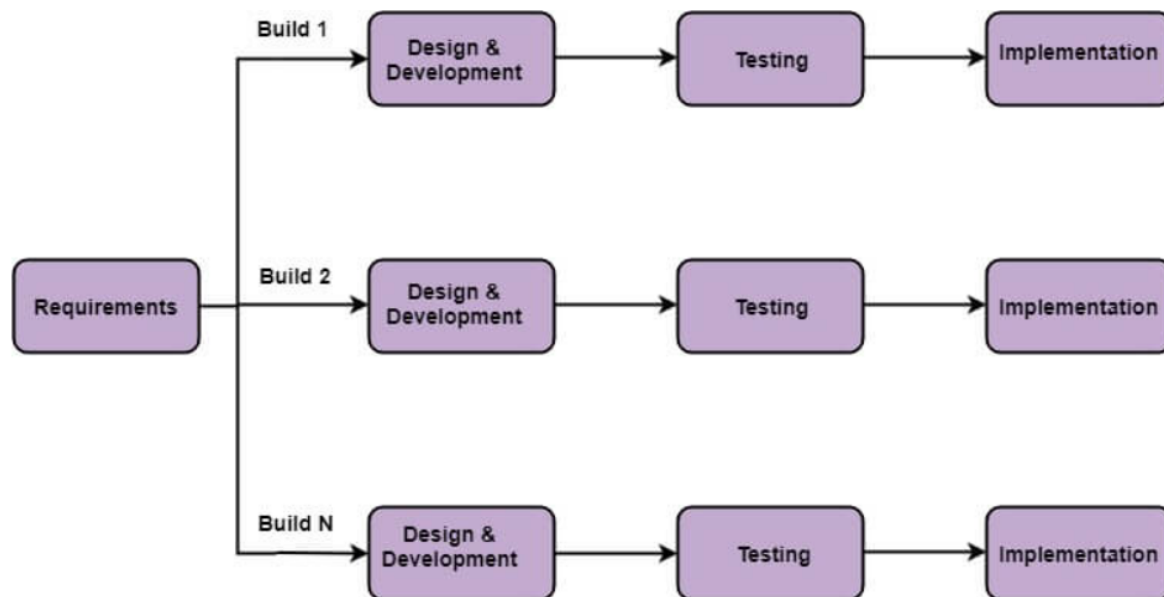 Build 1
Design &
Development
Testing
Implementation
Requirements
Build 2
Design &
Development
Testing
Implementation
Build N
Design &
Development
Testing
Implementation